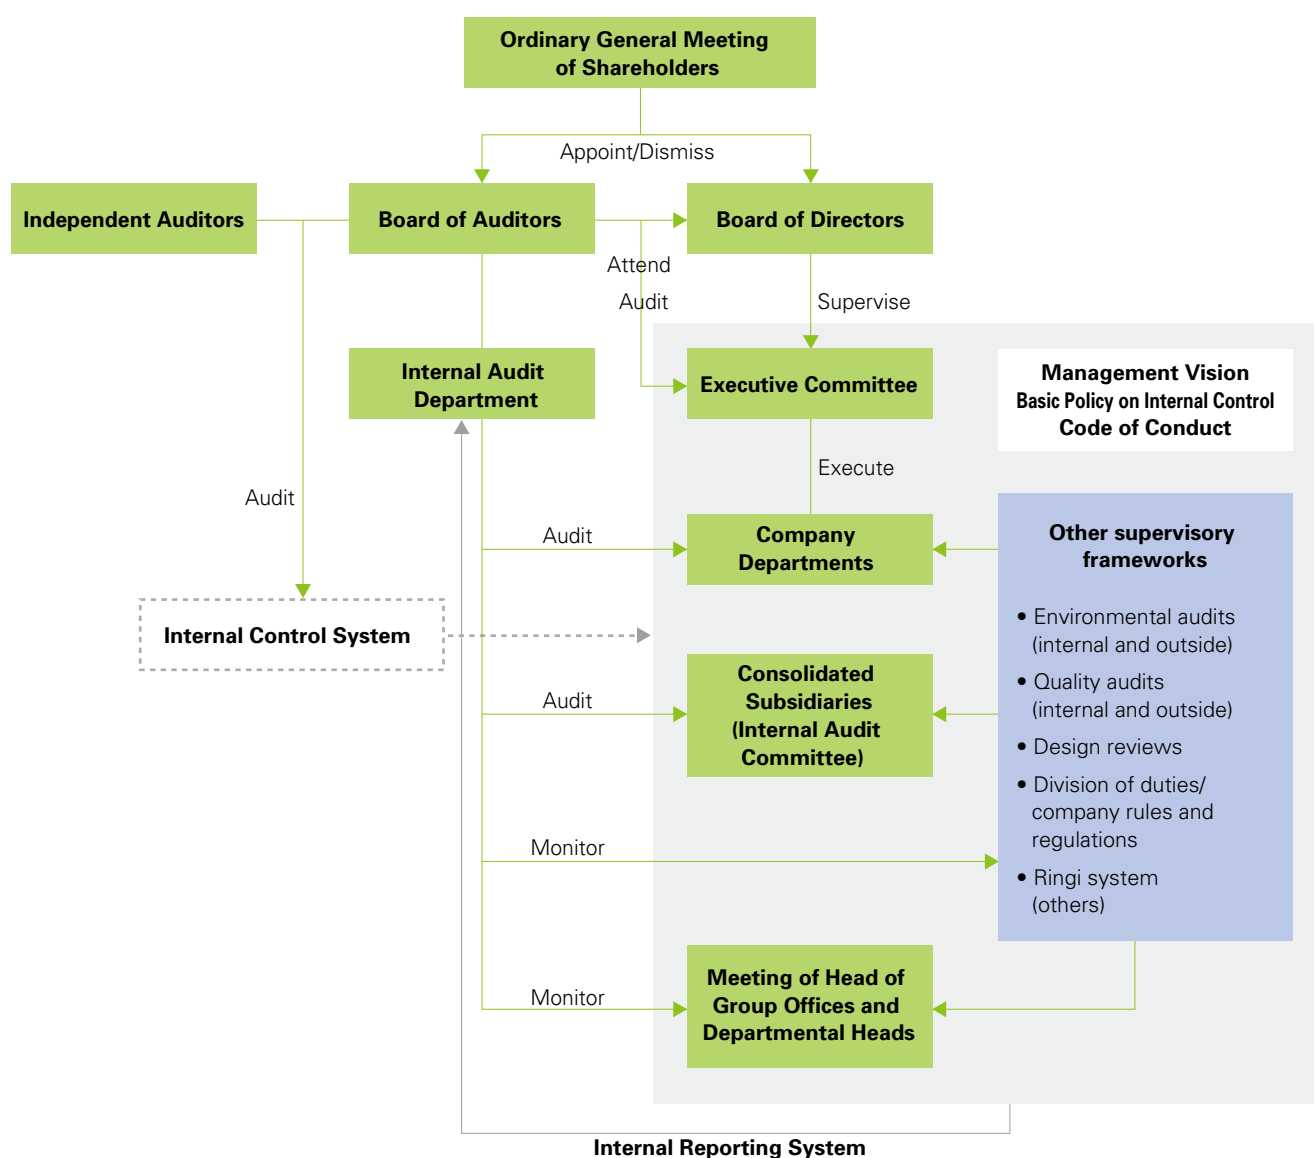 Ordinary General Meeting
of Shareholders
Appoint/Dismiss
Independent Auditors
Board of Auditors
Board of Directors
Attend
Audit
Supervise
Internal Audit
Department
Executive Committee
Management Vision
Basic Policy on Internal Control
Code of Conduct
Execute
Audit
Audit
Company
Departments
Other supervisory
frameworks
• Environmental audits
(internal and outside)
• Quality audits
(internal and outside)
• Design reviews
• Division of duties/
company rules and
regulations
• Ringi system
(others)
Internal Control System
Audit
Consolidated
Subsidiaries
(Internal Audit
Committee)
Monitor
Monitor
Meeting of Head of
Group Offices and
Departmental Heads
Internal Reporting System